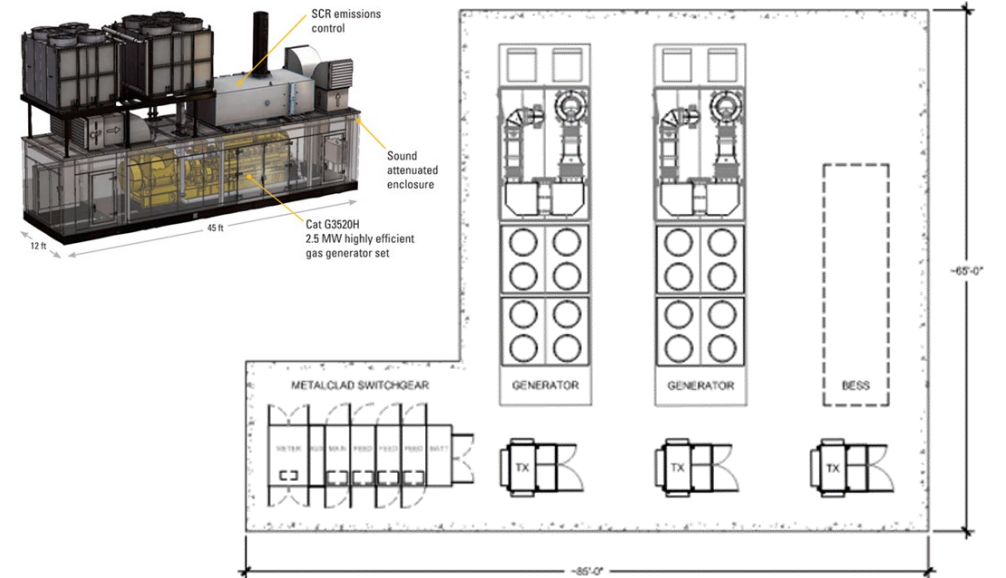 SCR emissions
control
Sound
attenuated
enclosure
Cat G3520H
2.5 MW highly efficient
gas generator set
45 ft
12 ft
~65'-0"
METALCLAD SWITCHGEAR
GENERATOR
GENERATOR
BESS
METER
MAIN
FEED
FEED
FEED
BATT
TX
TX
TX
~85'-0"